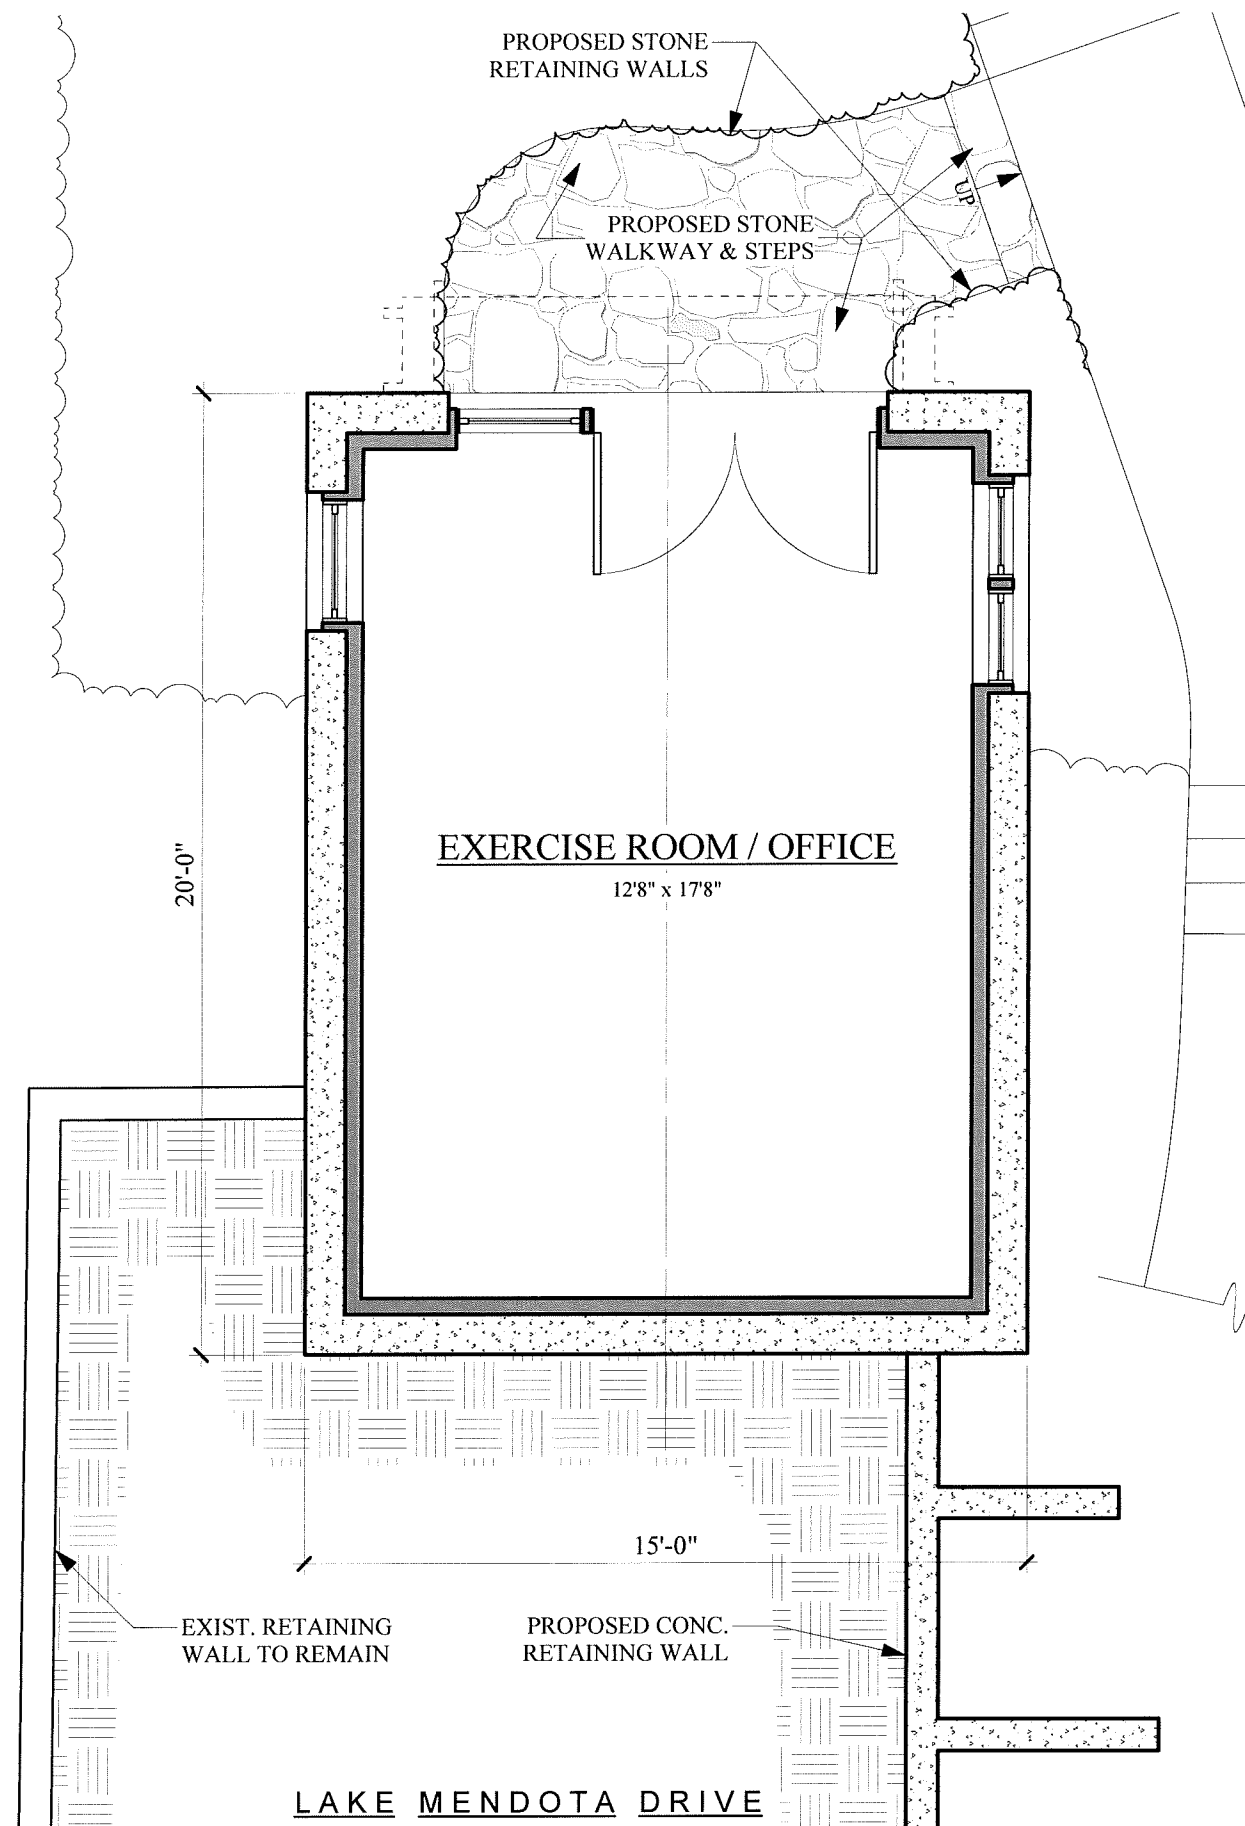 PROPOSED STONE
RETAINING WALLS
UP
PROPOSED STONE
WALKWAY & STEPS
20'-0"
EXERCISE ROOM / OFFICE
12'8" x 17'8"
15'-0"
EXIST. RETAINING
WALL TO REMAIN
PROPOSED CONC.
RETAINING WALL
LAKE MENDOTA DRIVE